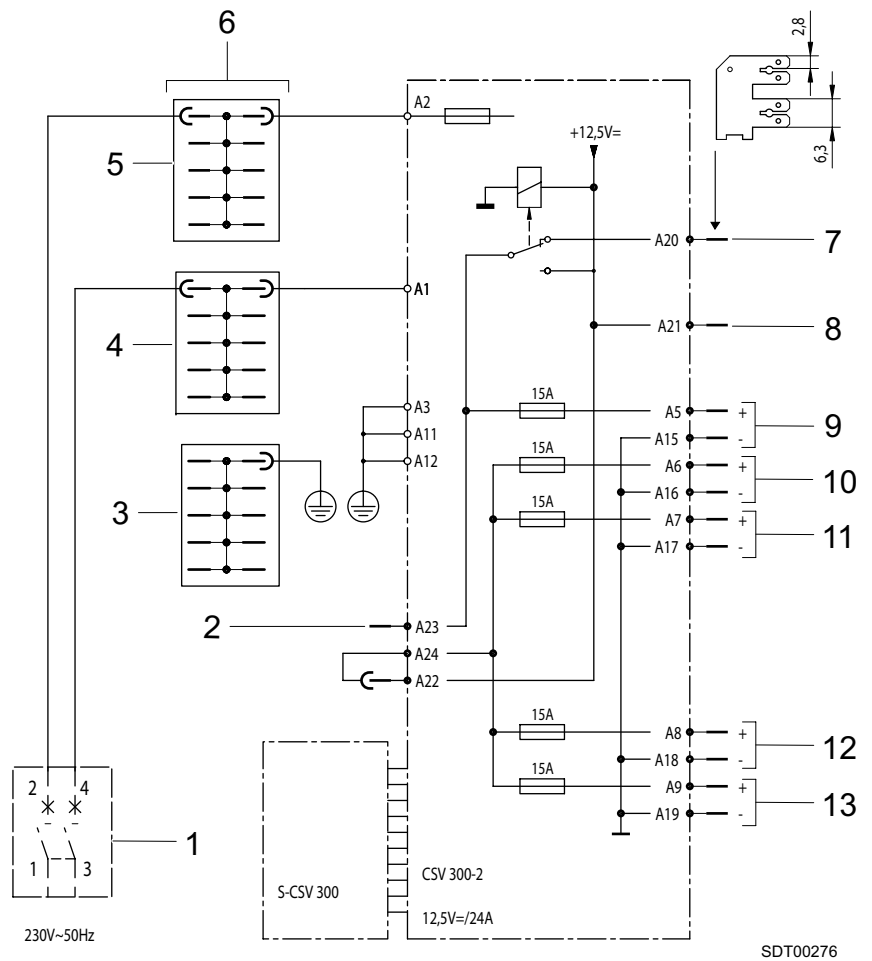 6
2,8
A2
+12,5V=
5
6,3
A20
7
A1
4
A21
8
A3
15A
A5
+
9
A11
A15
-
A12
15A
A6
+
10
A16
-
3
15A
A7
+
11
A17
-
2
A23
A24
A22
15A
A8
+
12
A18
-
15A
A9
+
13
A19
-
2
4
1
1
3
S-CSV 300
CSV 300-2
12,5V=/24A
230V~50Hz
SDT00276